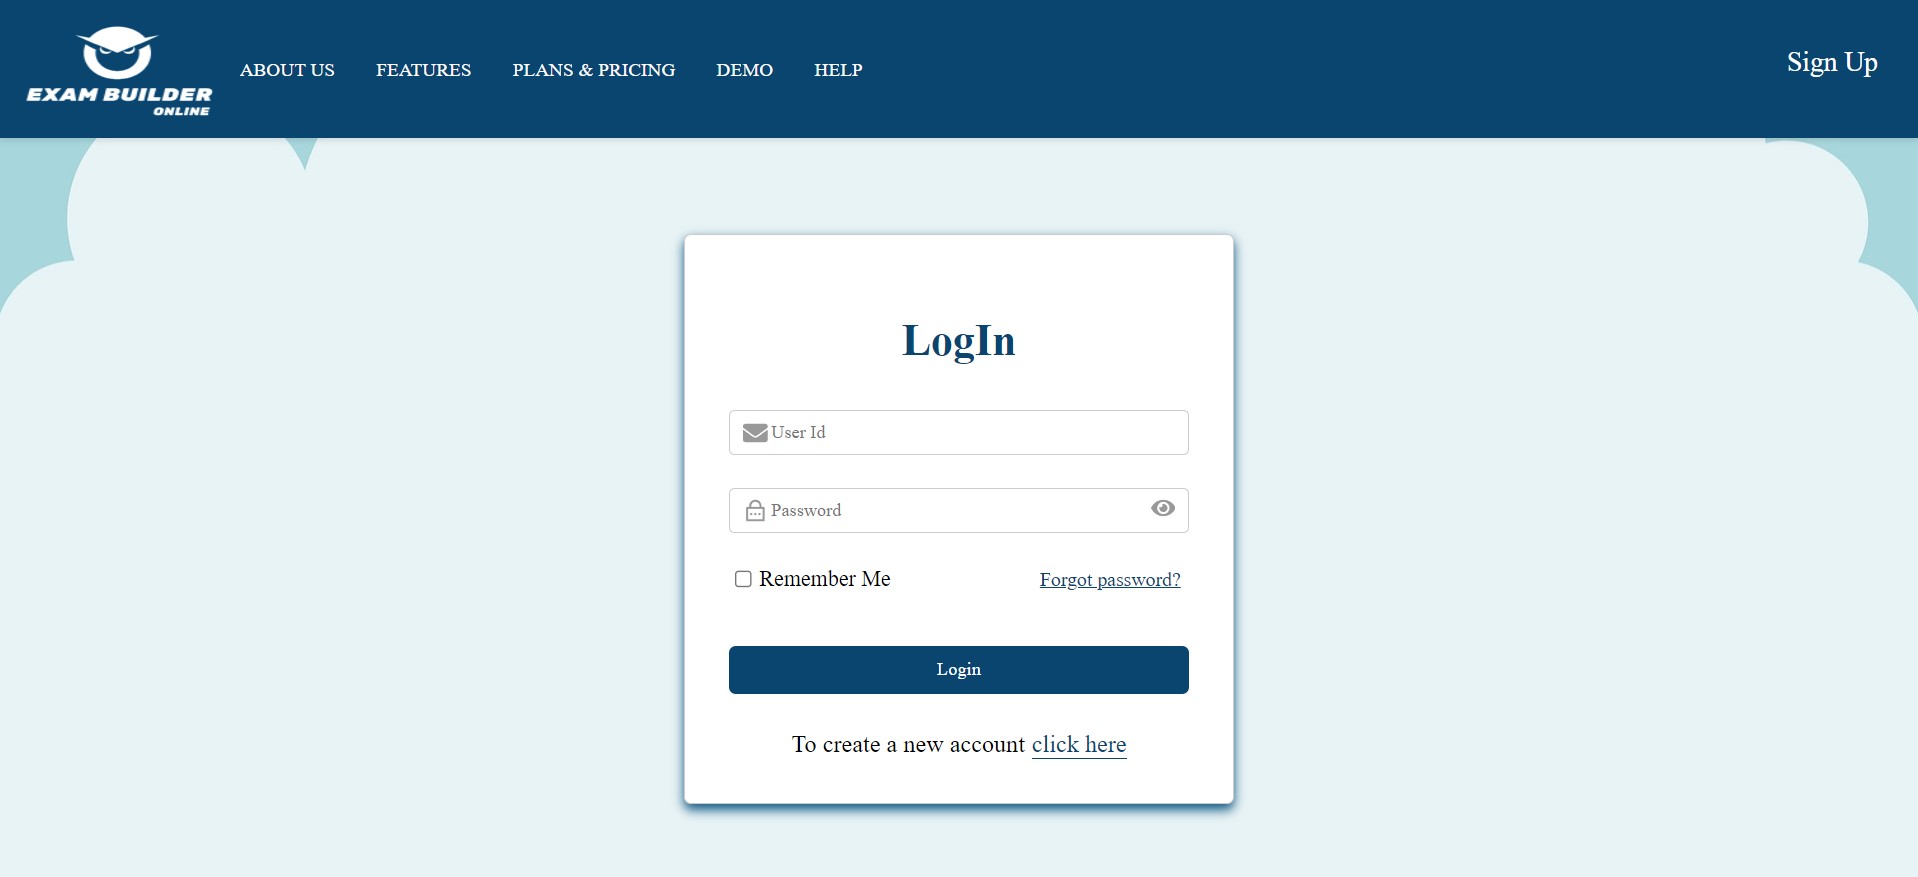 EXAM BUILDER
ONLINE
ABOUT US FEATURES PLANS & PRICING DEMO HELP
Sign Up
LogIn
User Id
Password
Remember Me Forgot password?
Login
To create a new account click here